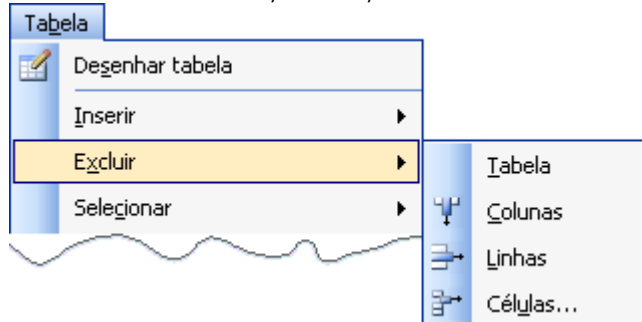 Tabela
Desenhar tabela
Inserir
Excluir
Selecionar
Tabela
Colunas
Linhas
Células...